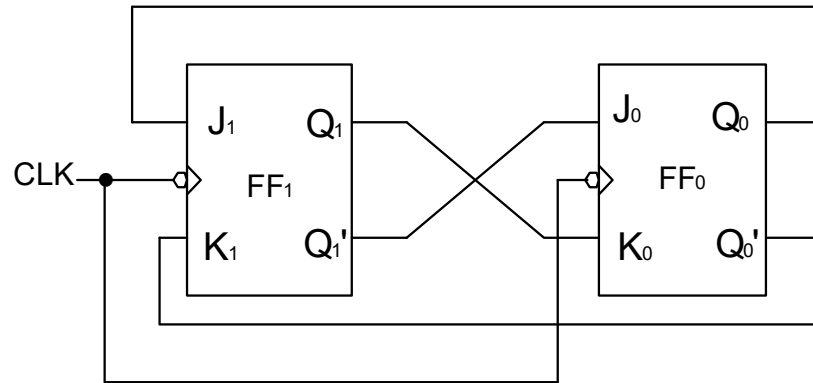 J₁
Q₁
J₀
Q₀
CLK
FF₁
FF₀
K₁
Q₁'
K₀
Q₀'